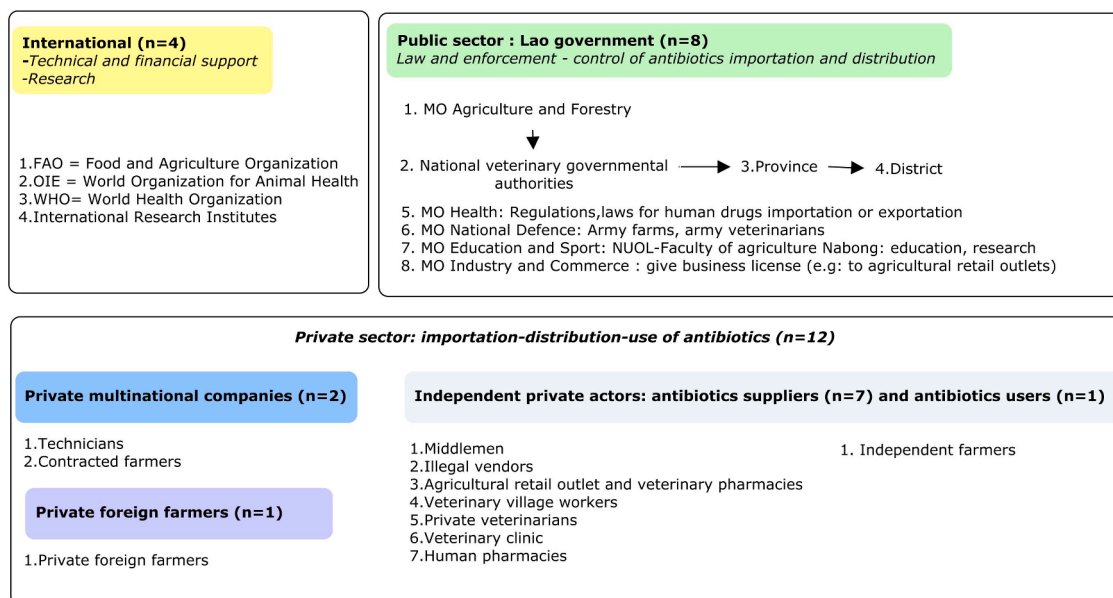 International (n=4)
-Technical and financial support
-Research
1.FAO = Food and Agriculture Organization
2.OIE = World Organization for Animal Health
3.WHO= World Health Organization
4.International Research Institutes
Public sector : Lao government (n=8)
Law and enforcement - control of antibiotics importation and distribution
1. MO Agriculture and Forestry
2. National veterinary governmental
authorities
3.Province
4.District
5. MO Health: Regulations,laws for human drugs importation or exportation
6. MO National Defence: Army farms, army veterinarians
7. MO Education and Sport: NUOL-Faculty of agriculture Nabong: education, research
8. MO Industry and Commerce : give business license (e.g: to agricultural retail outlets)
Private sector: importation-distribution-use of antibiotics (n=12)
Private multinational companies (n=2)
1.Technicians
2.Contracted farmers
Private foreign farmers (n=1)
1.Private foreign farmers
Independent private actors: antibiotics suppliers (n=7) and antibiotics users (n=1)
1.Middlemen
2.Illegal vendors
3.Agricultural retail outlet and veterinary pharmacies
4.Veterinary village workers
5.Private veterinarians
6.Veterinary clinic
7.Human pharmacies
1. Independent farmers